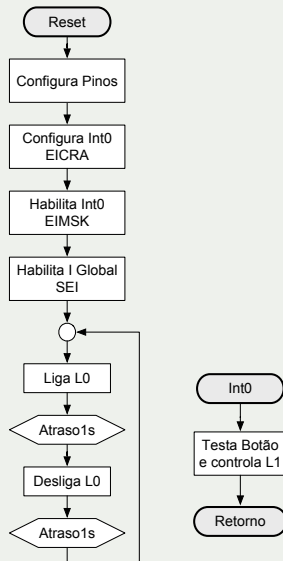 Reset
Configura Pinos
Configura Int0
EICRA
Habilita Int0
EIMSK
Habilita I Global
SEI
Liga L0
Atraso1s
Desliga L0
Atraso1s
Int0
Testa Botão
e controla L1
Retorno